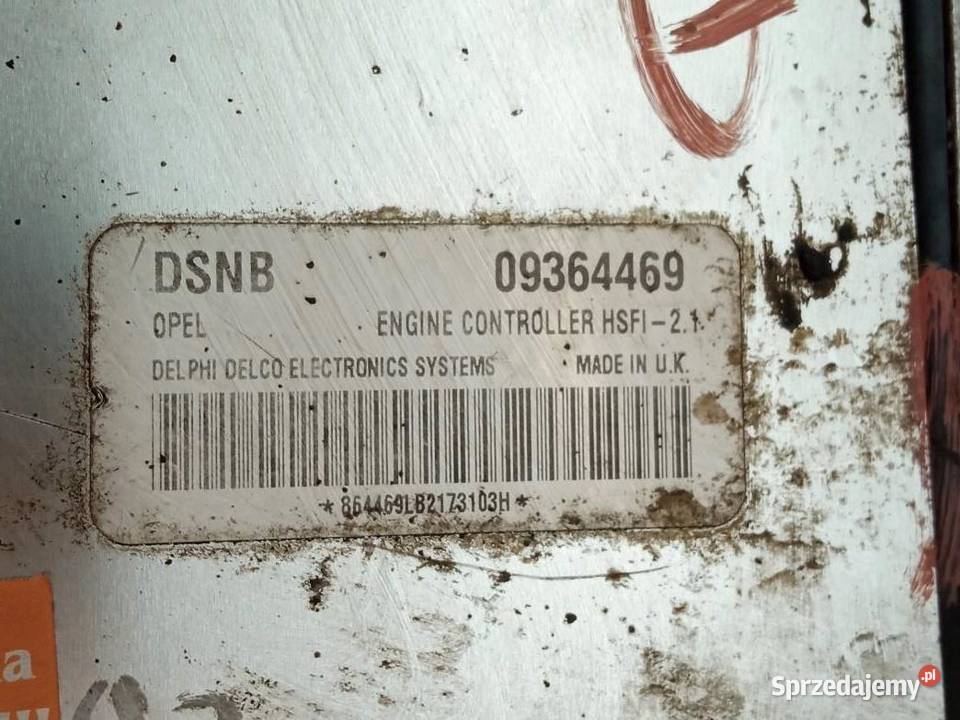 DSNB 09364469
OPEL ENGINE CONTROLLER HSFI-2.1
DELPHI DELCO ELECTRONICS SYSTEMS MADE IN U.K.
*864469LB2173103H*
a
Sprzedajemy.pl